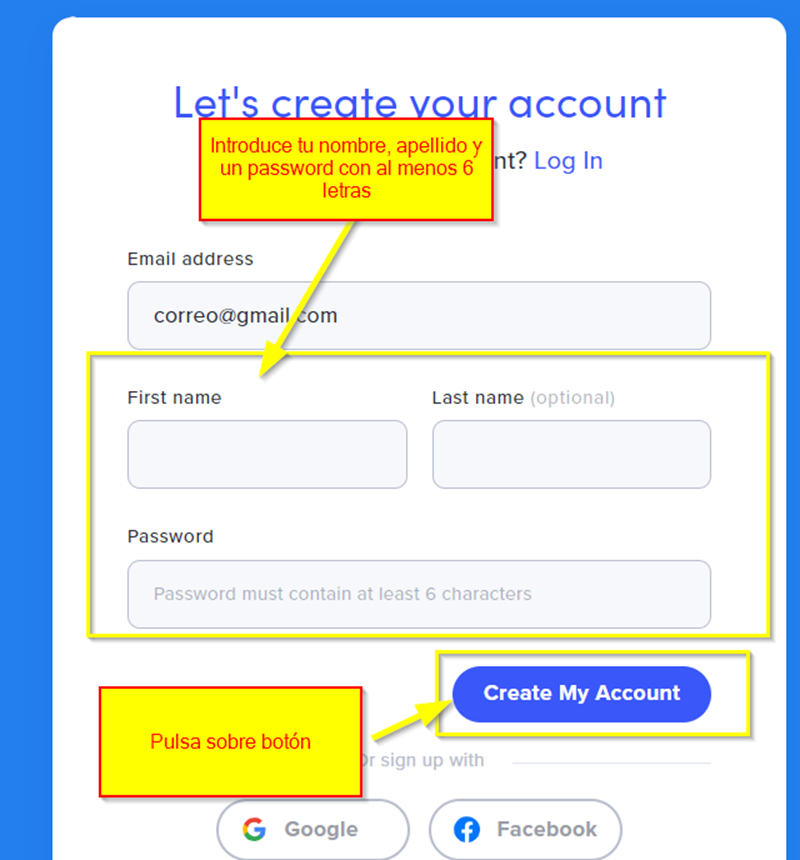 Let's create your account
Introduce tu nombre, apellido y
un password con al menos 6
letras
nt? Log In
Email address
correo@gmail.com
First name
Last name (optional)
Password
Password must contain at least 6 characters
Create My Account
Pulsa sobre botón
Or sign up with
Google
Facebook